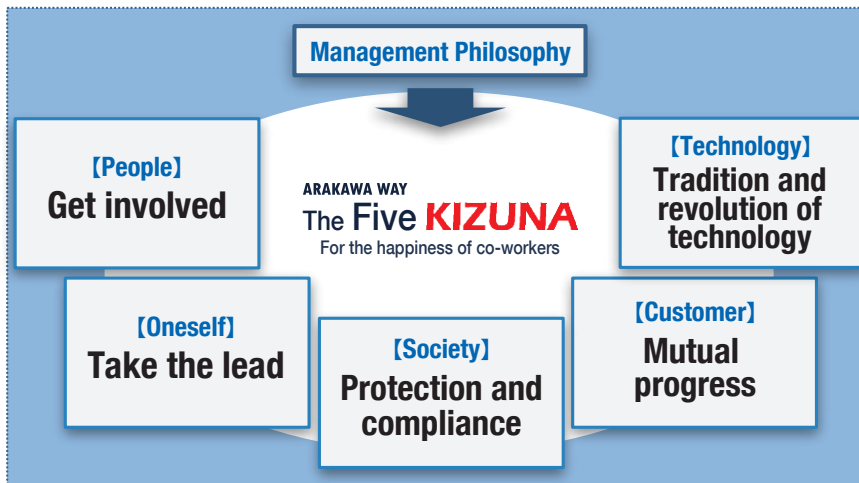 Management Philosophy
【People】
Get involved
ARAKAWA WAY
The Five KIZUNA
For the happiness of co-workers
【Technology】
Tradition and
revolution of
technology
【Oneself】
Take the lead
【Society】
Protection and
compliance
【Customer】
Mutual
progress